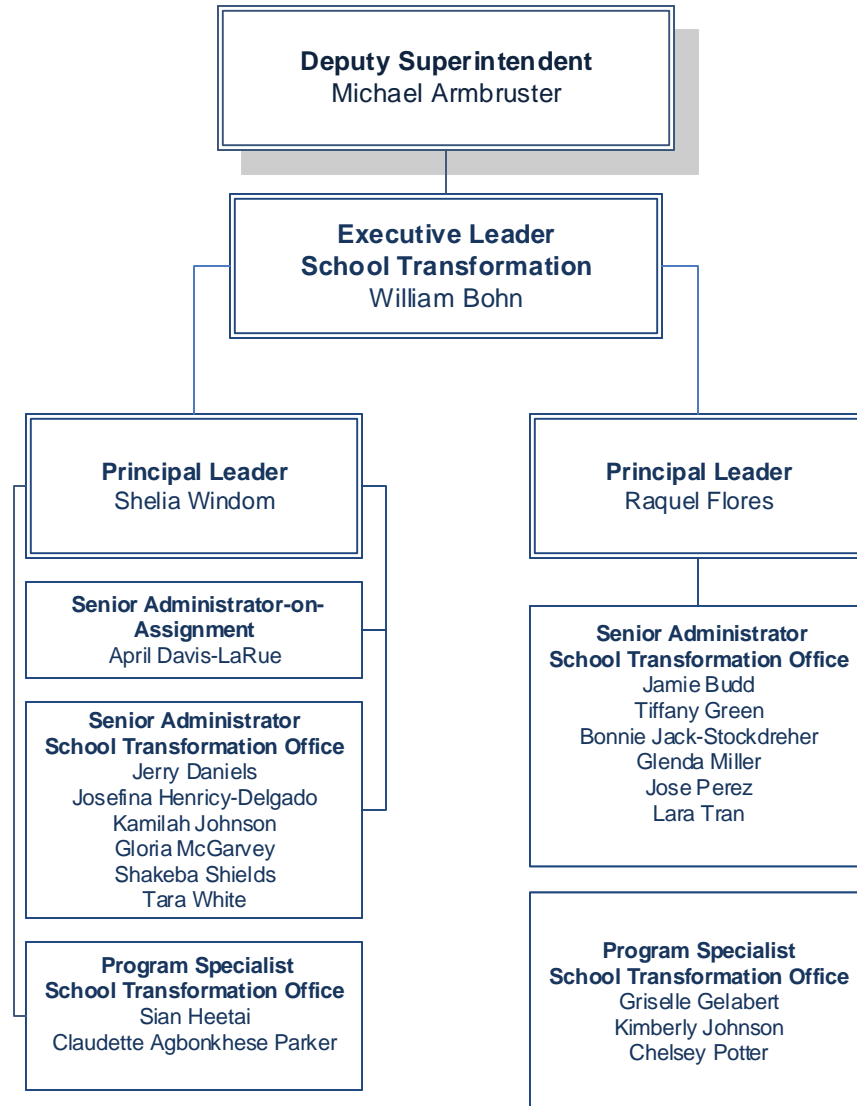 Deputy Superintendent
Michael Armbruster
Executive Leader
School Transformation
William Bohn
Principal Leader
Shelia Windom
Senior Administrator-on-
Assignment
April Davis-LaRue
Senior Administrator
School Transformation Office
Jerry Daniels
Josefina Henricy-Delgado
Kamilah Johnson
Gloria McGarvey
Shakeba Shields
Tara White
Program Specialist
School Transformation Office
Sian Heetai
Claudette Agbonkhese Parker
Principal Leader
Raquel Flores
Senior Administrator
School Transformation Office
Jamie Budd
Tiffany Green
Bonnie Jack-Stockdreher
Glenda Miller
Jose Perez
Lara Tran
Program Specialist
School Transformation Office
Griselle Gelabert
Kimberly Johnson
Chelsey Potter